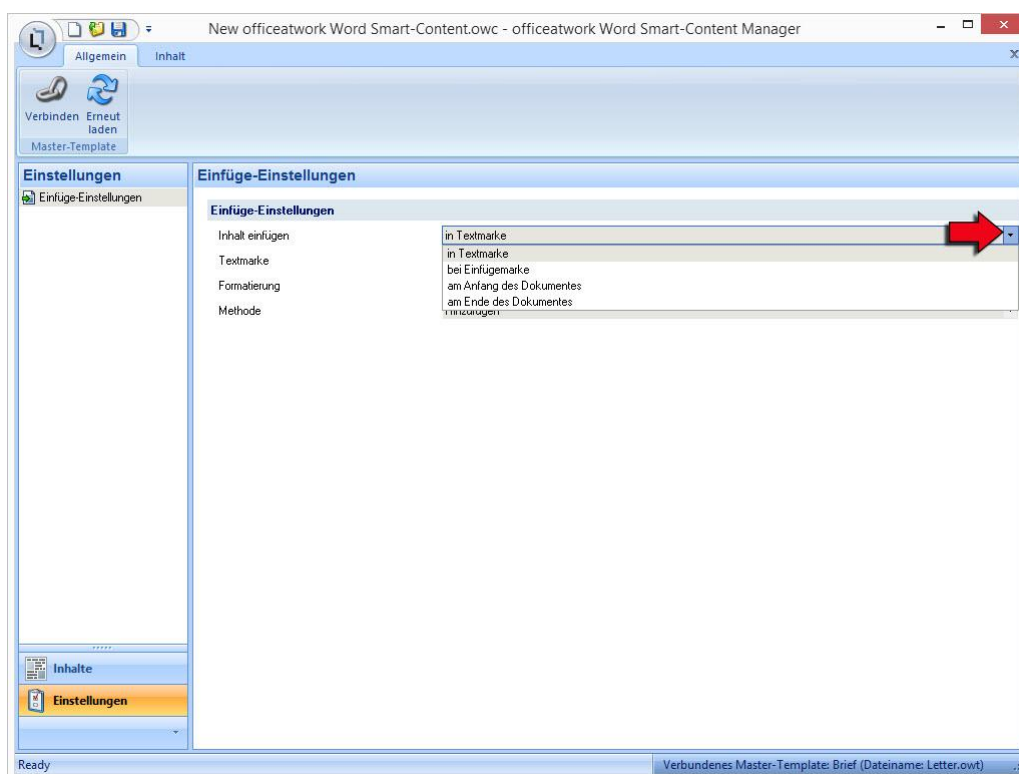 New officeatwork Word Smart-Content.owc - officeatwork Word Smart-Content Manager
Allgemein Inhalt
Verbinden Erneut laden
Master-Template
Einstellungen
Einfüge-Einstellungen
Einfüge-Einstellungen
Einfüge-Einstellungen
Inhalt einfügen in Textmarke
in Textmarke
Textmarke
bei Einfügemarke
Formatierung am Anfang des Dokumentes
am Ende des Dokumentes
Methode Hinzufügen
Inhalte
Einstellungen
Ready Verbundenes Master-Template: Brief (Dateiname: Letter.owt)